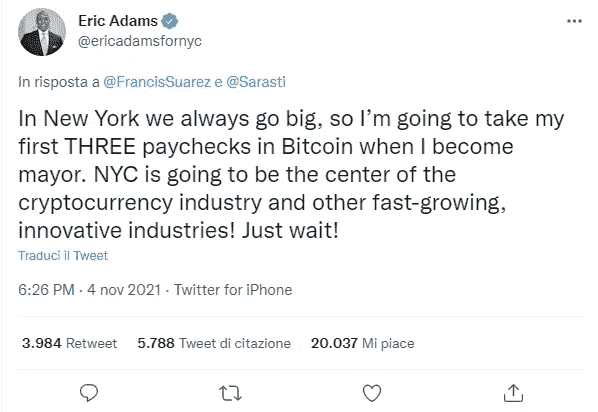 Eric Adams
@ericadamsfornyc
In risposta a @FrancisSuarez e @Sarasti
In New York we always go big, so I’m going to take my
first THREE paychecks in Bitcoin when I become
mayor. NYC is going to be the center of the
cryptocurrency industry and other fast-growing,
innovative industries! Just wait!
Traduci il Tweet
6:26 PM · 4 nov 2021 · Twitter for iPhone
3.984 Retweet 5.788 Tweet di citazione 20.037 Mi piace